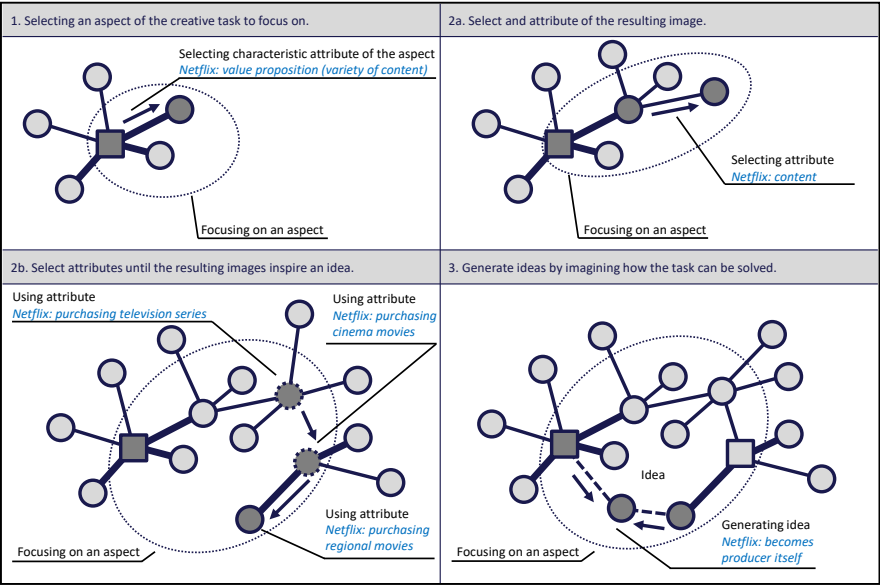 1. Selecting an aspect of the creative task to focus on.
Selecting characteristic attribute of the aspect
Netflix: value proposition (variety of content)
Focusing on an aspect
2a. Select and attribute of the resulting image.
Selecting attribute
Netflix: content
Focusing on an aspect
2b. Select attributes until the resulting images inspire an idea.
Using attribute
Netflix: purchasing television series
Using attribute
Netflix: purchasing
cinema movies
Using attribute
Netflix: purchasing
regional movies
Focusing on an aspect
3. Generate ideas by imagining how the task can be solved.
Idea
Generating idea
Netflix: becomes
producer itself
Focusing on an aspect